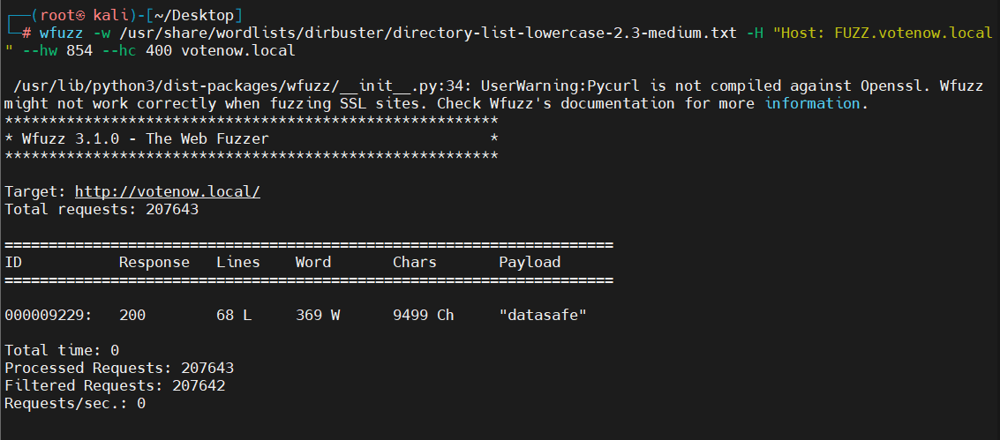 ┌──(root㉿ kali)-[~/Desktop]
└─# wfuzz -w /usr/share/wordlists/dirbuster/directory-list-lowercase-2.3-medium.txt -H "Host: FUZZ.votenow.local
" --hw 854 --hc 400 votenow.local
/usr/lib/python3/dist-packages/wfuzz/__init__.py:34: UserWarning:Pycurl is not compiled against Openssl. Wfuzz
might not work correctly when fuzzing SSL sites. Check Wfuzz's documentation for more information.
********************************************************
* Wfuzz 3.1.0 - The Web Fuzzer                         *
********************************************************
Target: http://votenow.local/
Total requests: 207643
=====================================================================
ID           Response   Lines    Word       Chars       Payload
=====================================================================
000009229:   200        68 L     369 W      9499 Ch     "datasafe"
Total time: 0
Processed Requests: 207643
Filtered Requests: 207642
Requests/sec.: 0